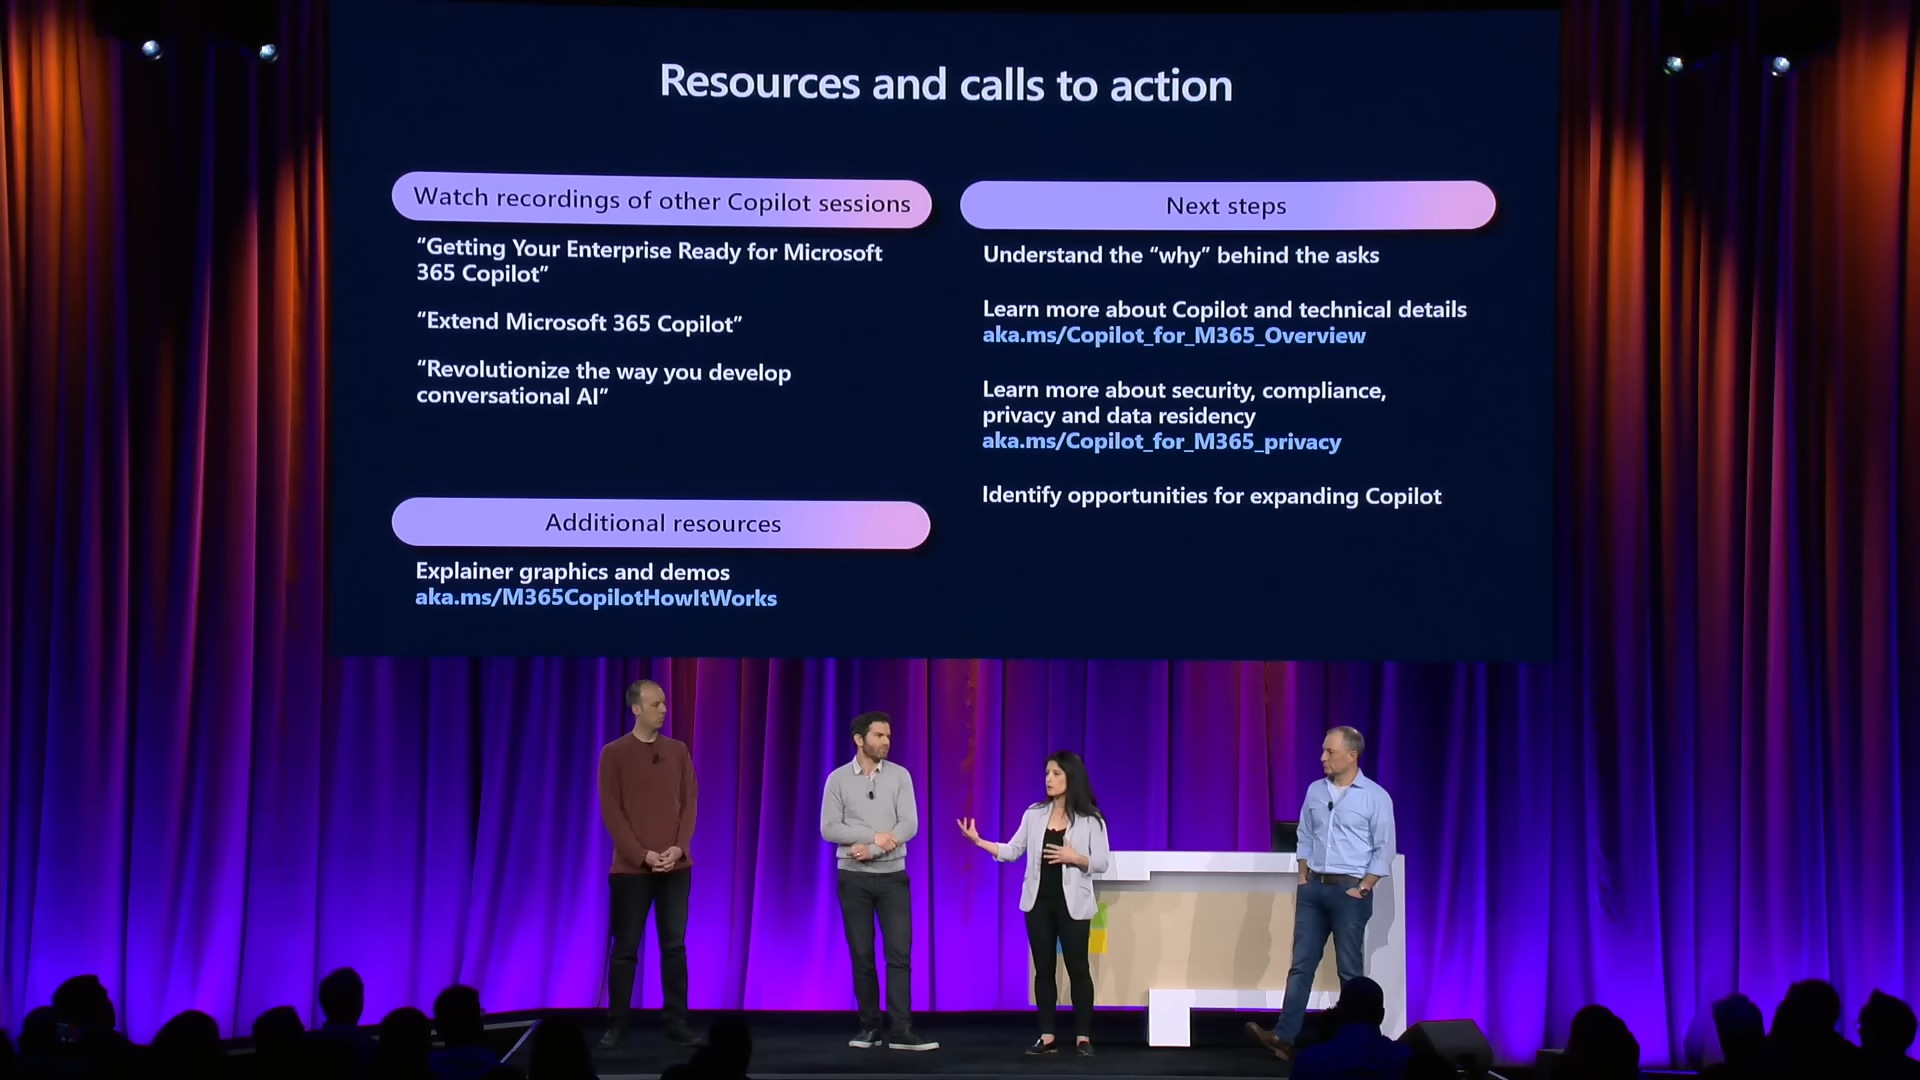 Resources and calls to action
Watch recordings of other Copilot sessions
“Getting Your Enterprise Ready for Microsoft
365 Copilot”
“Extend Microsoft 365 Copilot”
“Revolutionize the way you develop
conversational AI”
Additional resources
Explainer graphics and demos
aka.ms/M365CopilotHowItWorks
Next steps
Understand the “why” behind the asks
Learn more about Copilot and technical details
aka.ms/Copilot_for_M365_Overview
Learn more about security, compliance,
privacy and data residency
aka.ms/Copilot_for_M365_privacy
Identify opportunities for expanding Copilot